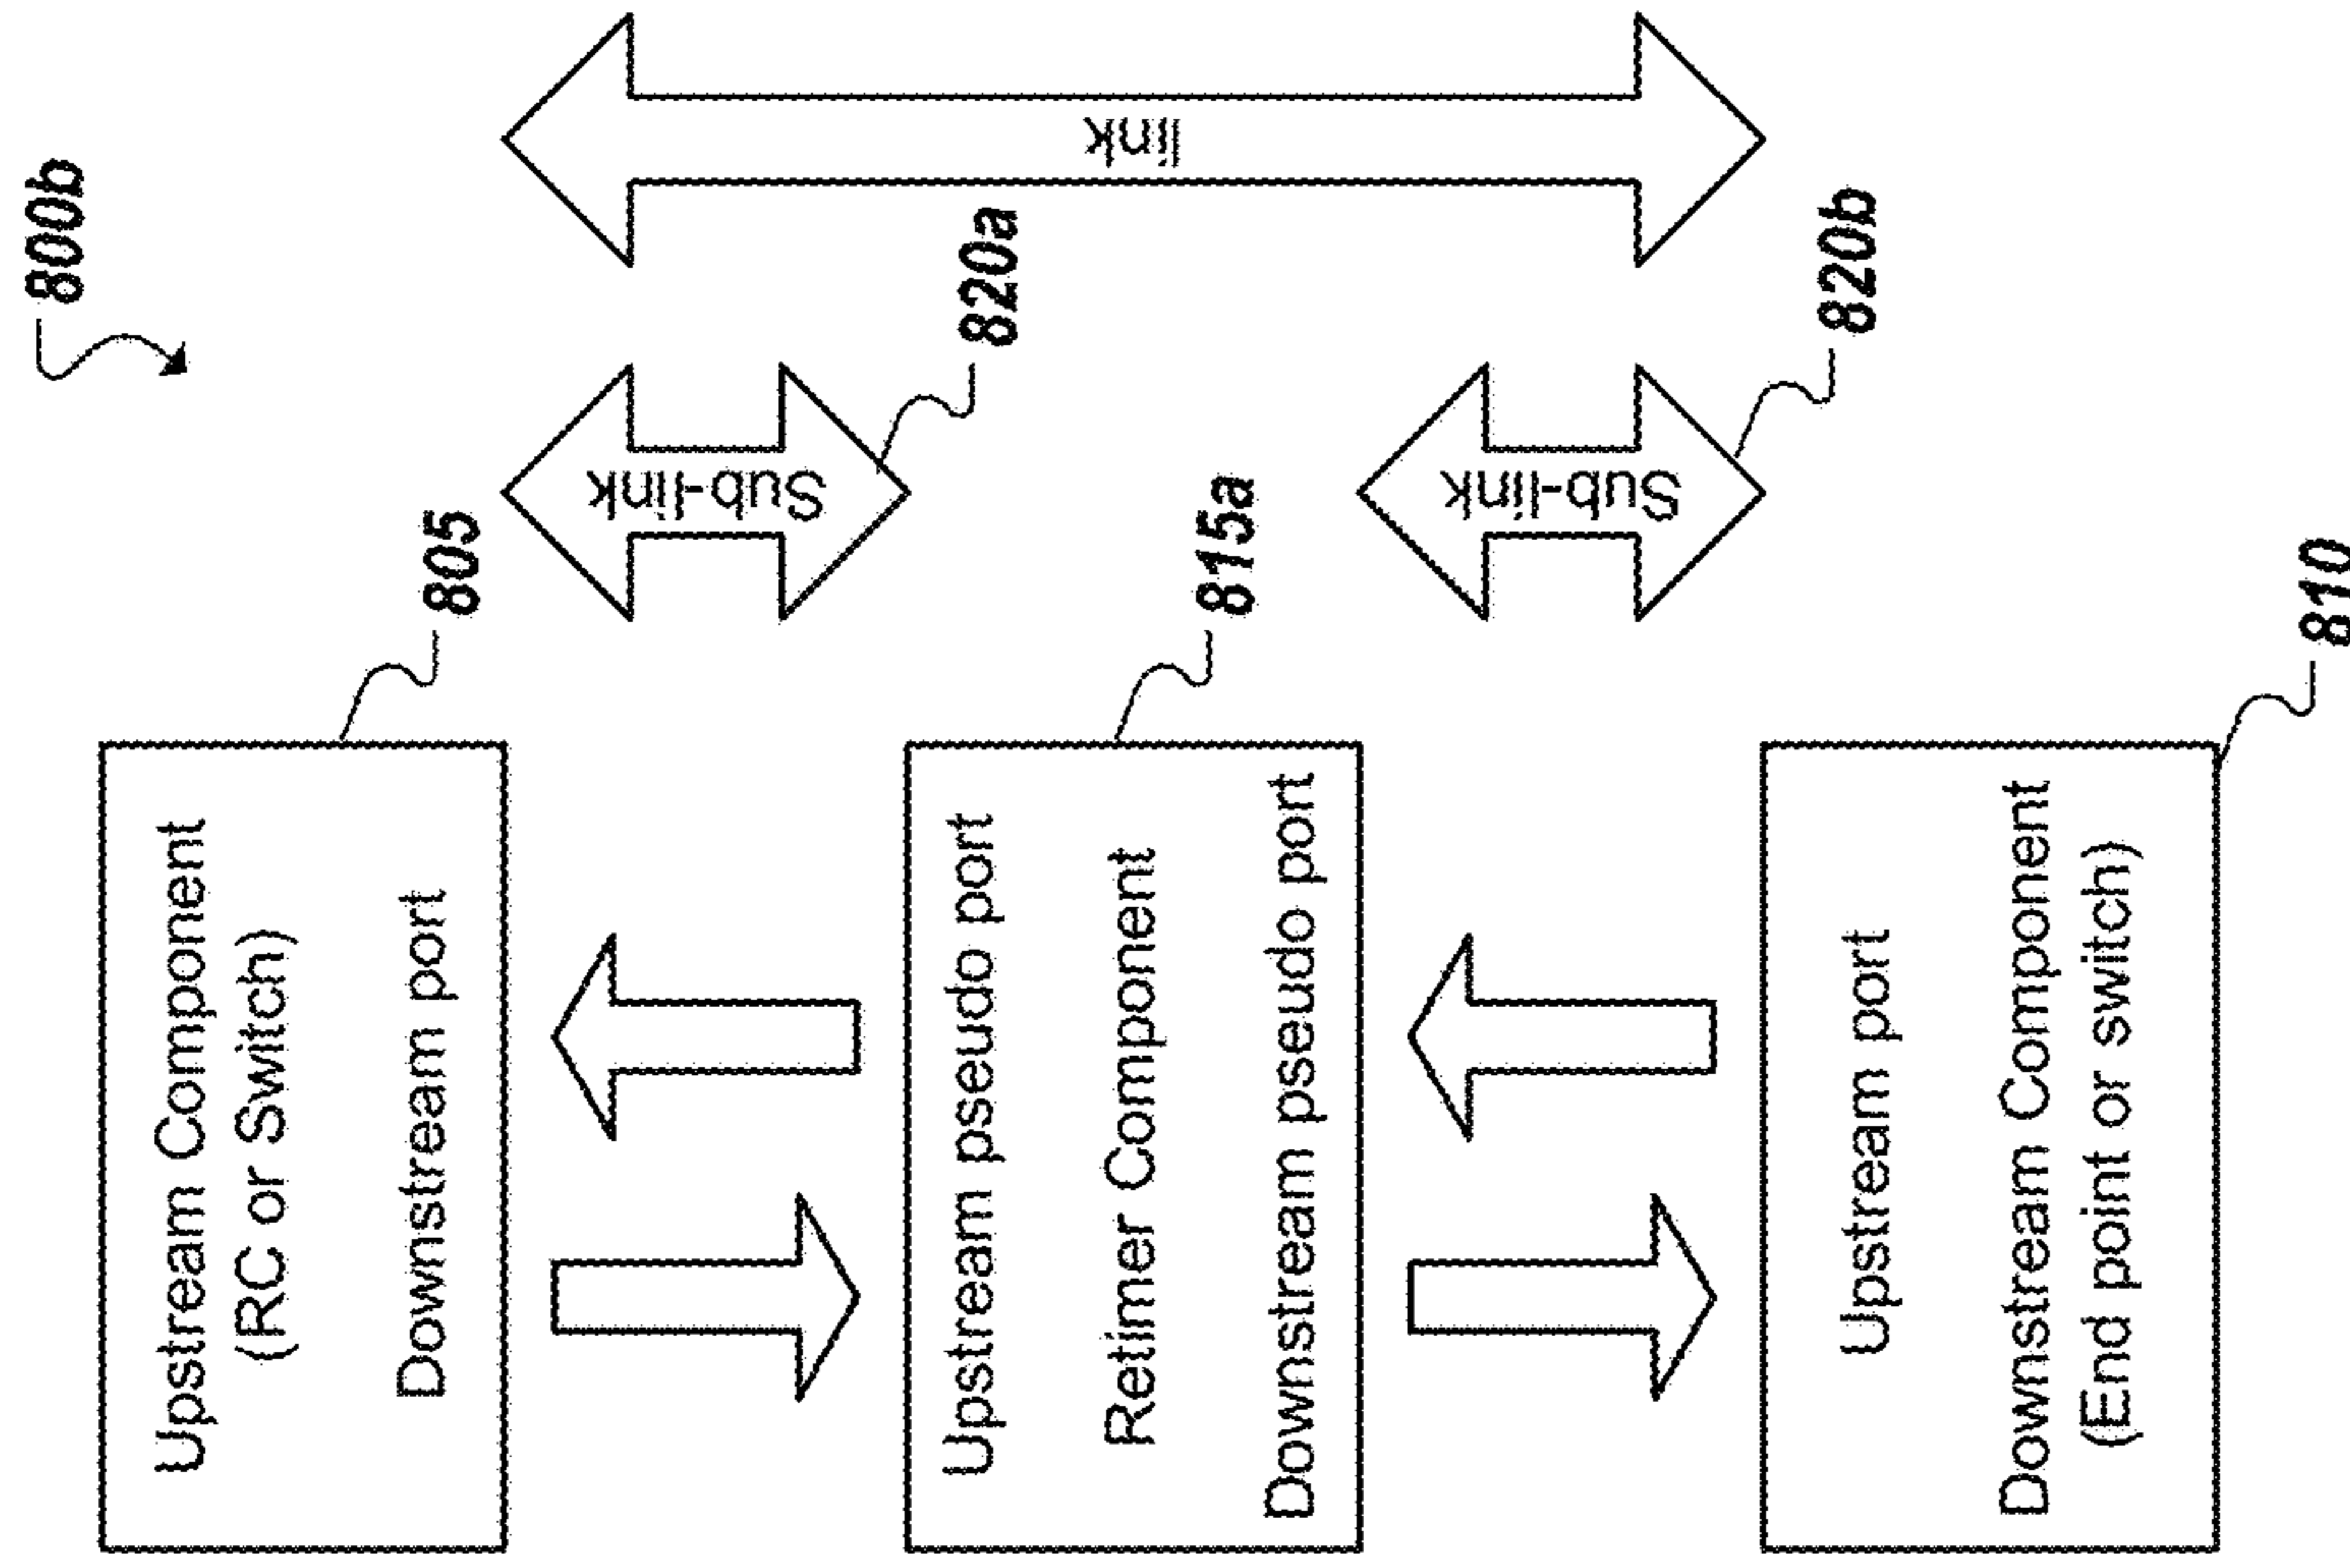 800b
Upstream Component
(RC or Switch)
Downstream port
805
Sub-link
820a
link
Upstream pseudo port
Retimer Component
Downstream pseudo port
815a
Sub-link
820b
Upstream port
Downstream Component
(End point or switch)
810